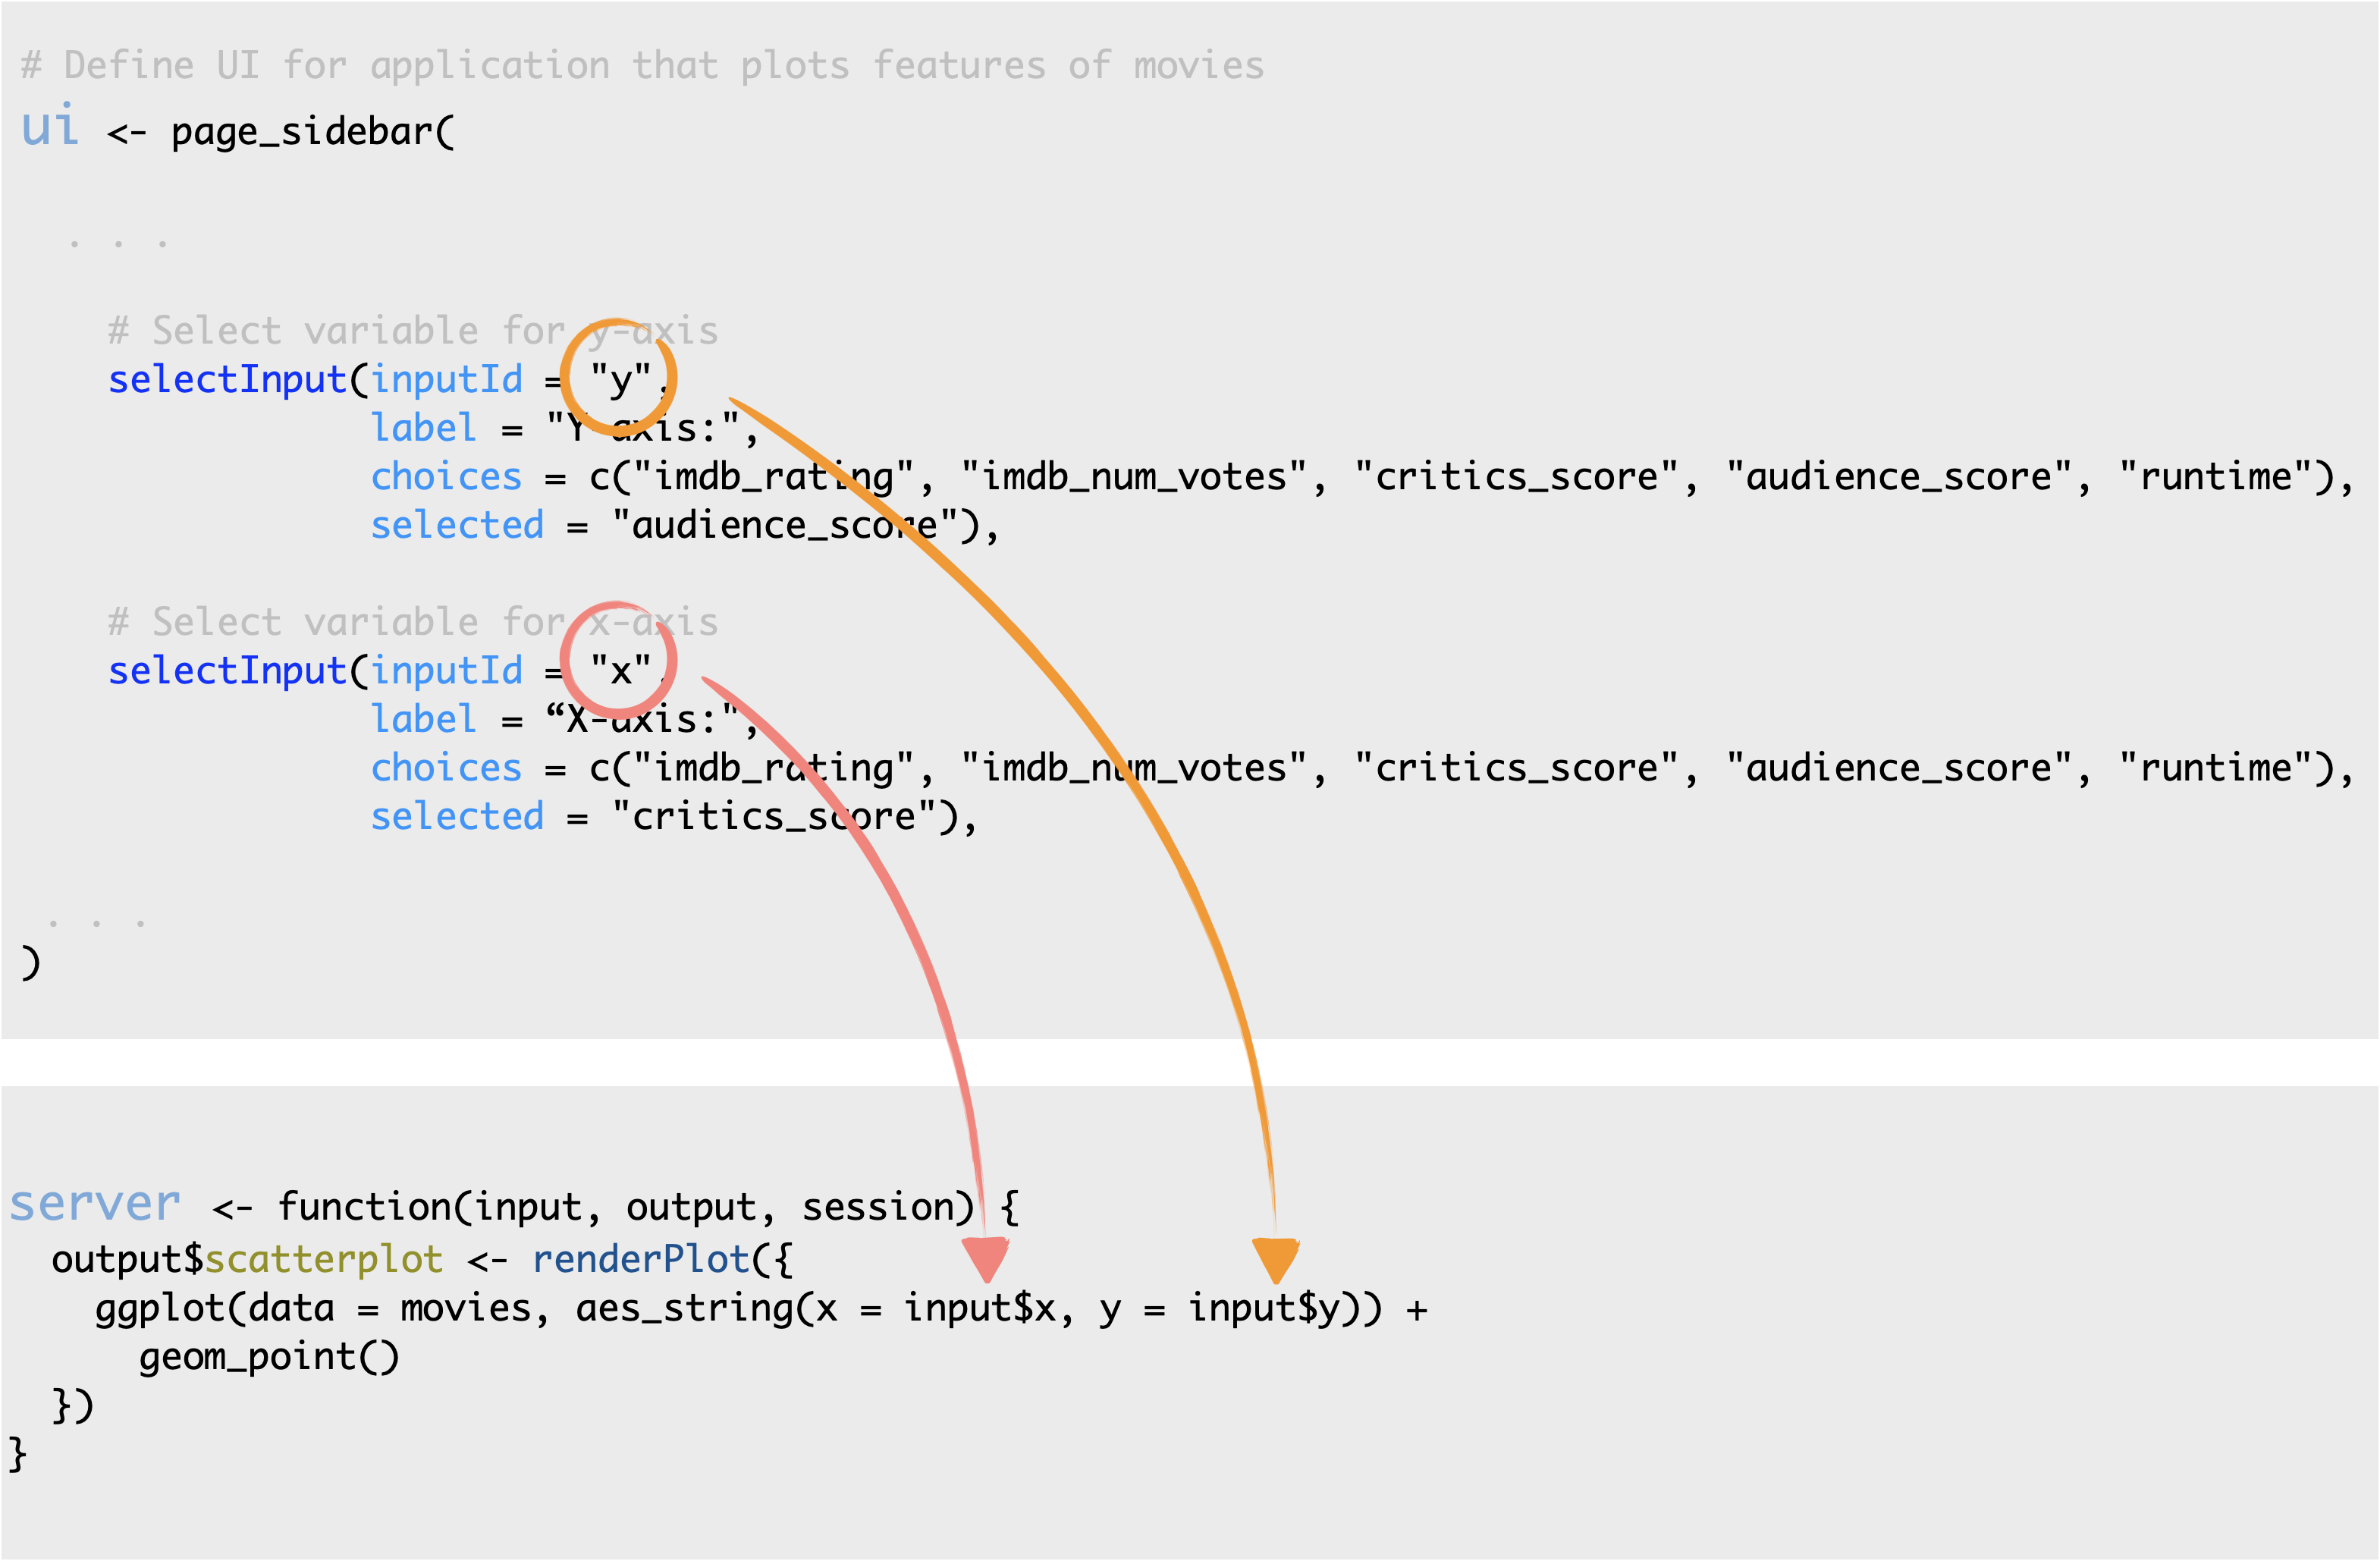 # Define UI for application that plots features of movies
ui <- page_sidebar(
. . .
# Select variable for y-axis
selectInput(inputId = "y",
label = "Y-axis:",
choices = c("imdb_rating", "imdb_num_votes", "critics_score", "audience_score", "runtime"),
selected = "audience_score"),
# Select variable for x-axis
selectInput(inputId = "x",
label = “X-axis:",
choices = c("imdb_rating", "imdb_num_votes", "critics_score", "audience_score", "runtime"),
selected = "critics_score"),
. . .
)
server <- function(input, output, session) {
output$scatterplot <- renderPlot({
ggplot(data = movies, aes_string(x = input$x, y = input$y)) +
geom_point()
})
}